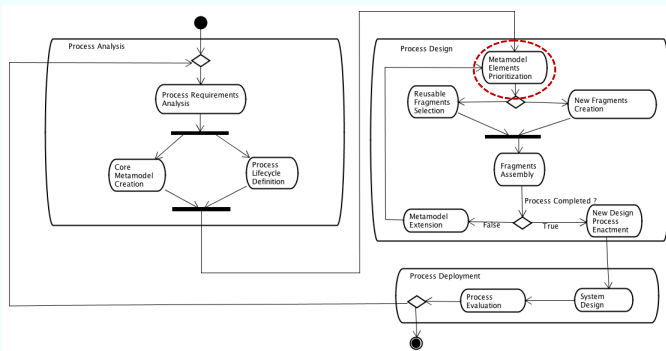 Process Analysis
Process Requirements
Analysis
Core
Metamodel
Creation
Process
Lifecycle
Definition
Process Design
Metamodel
Elements
Prioritization
Reusable
Fragments
Selection
New Fragments
Creation
Fragments
Assembly
Process Completed ?
Metamodel
Extension
False
True
New Design
Process
Enactment
Process Deployment
Process
Evaluation
System
Design